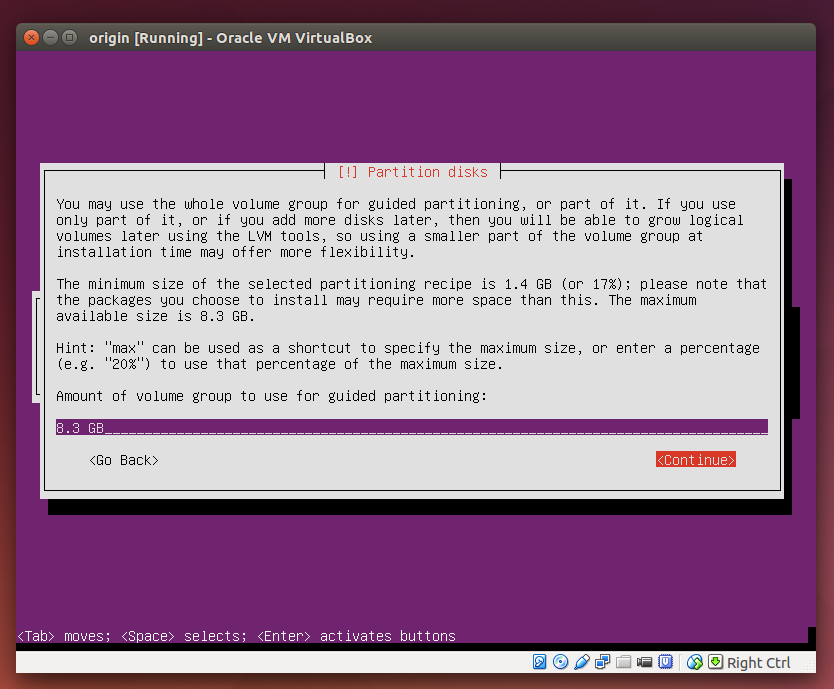 origin [Running] - Oracle VM VirtualBox
[!] Partition disks
You may use the whole volume group for guided partitioning, or part of it. If you use
only part of it, or if you add more disks later, then you will be able to grow logical
volumes later using the LVM tools, so using a smaller part of the volume group at
installation time may offer more flexibility.
The minimum size of the selected partitioning recipe is 1.4 GB (or 17%); please note that
the packages you choose to install may require more space than this. The maximum
available size is 8.3 GB.
Hint: "max" can be used as a shortcut to specify the maximum size, or enter a percentage
(e.g. "20%") to use that percentage of the maximum size.
Amount of volume group to use for guided partitioning:
8.3 GB
<Go Back> <Continue>
<Tab> moves; <Space> selects; <Enter> activates buttons
Right Ctrl